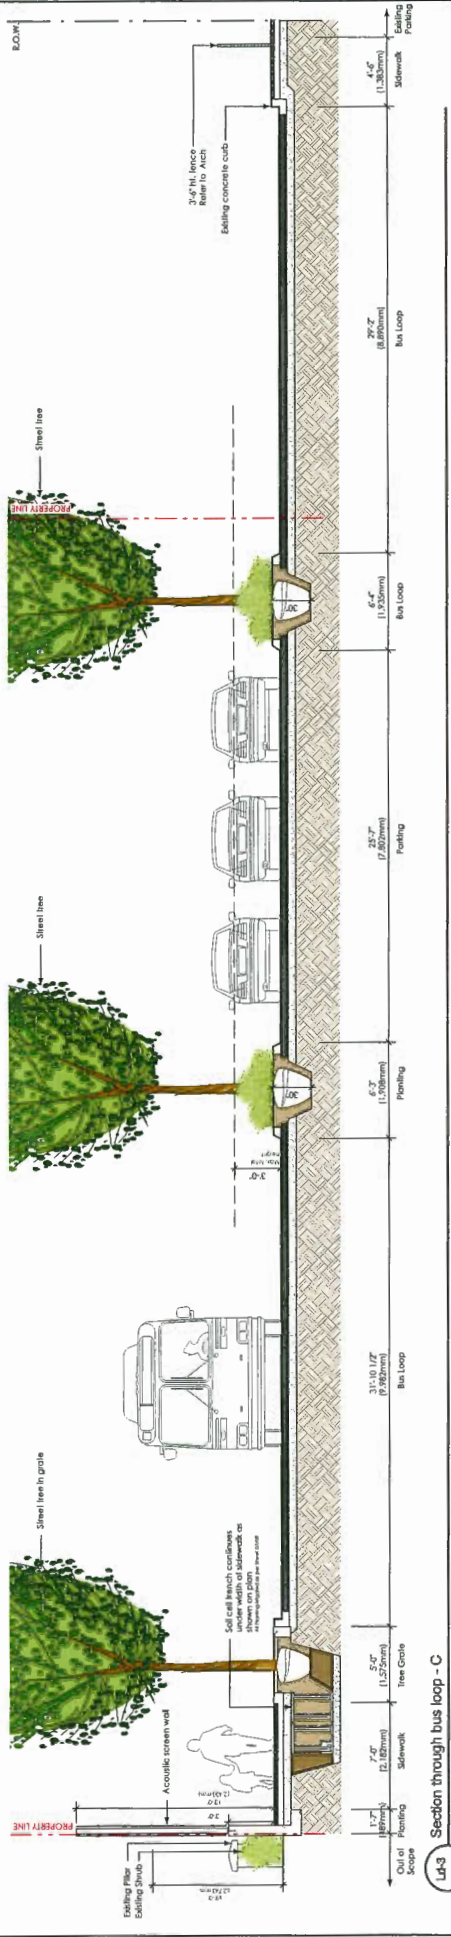 R.O.W.
3'-6" ht. fence
Refer to Arch
Existing concrete curb
Street tree
PROPERTY LINE
30"
Street tree
30"
3'-0"
Max. total
height
Street tree in grate
Soil cell trench continues
under width of sidewalk as
shown on plan
Acoustic screen wall
3'-0"
PROPERTY LINE
Existing Pillar
Existing Shrub
Out of
Scope
1'-7"
Planting
7'-0"
(2,182mm)
Sidewalk
5'-0"
(1,575mm)
Tree Grate
31'-10 1/2"
(9,982mm)
Bus Loop
6'-3"
(1,908mm)
Planting
25'-7"
(7,802mm)
Parking
6'-4"
(1,935mm)
Bus Loop
29'-2"
(8,890mm)
Bus Loop
4'-6"
(1,383mm)
Sidewalk
Existing
Parking
Ld-3
Section through bus loop - C